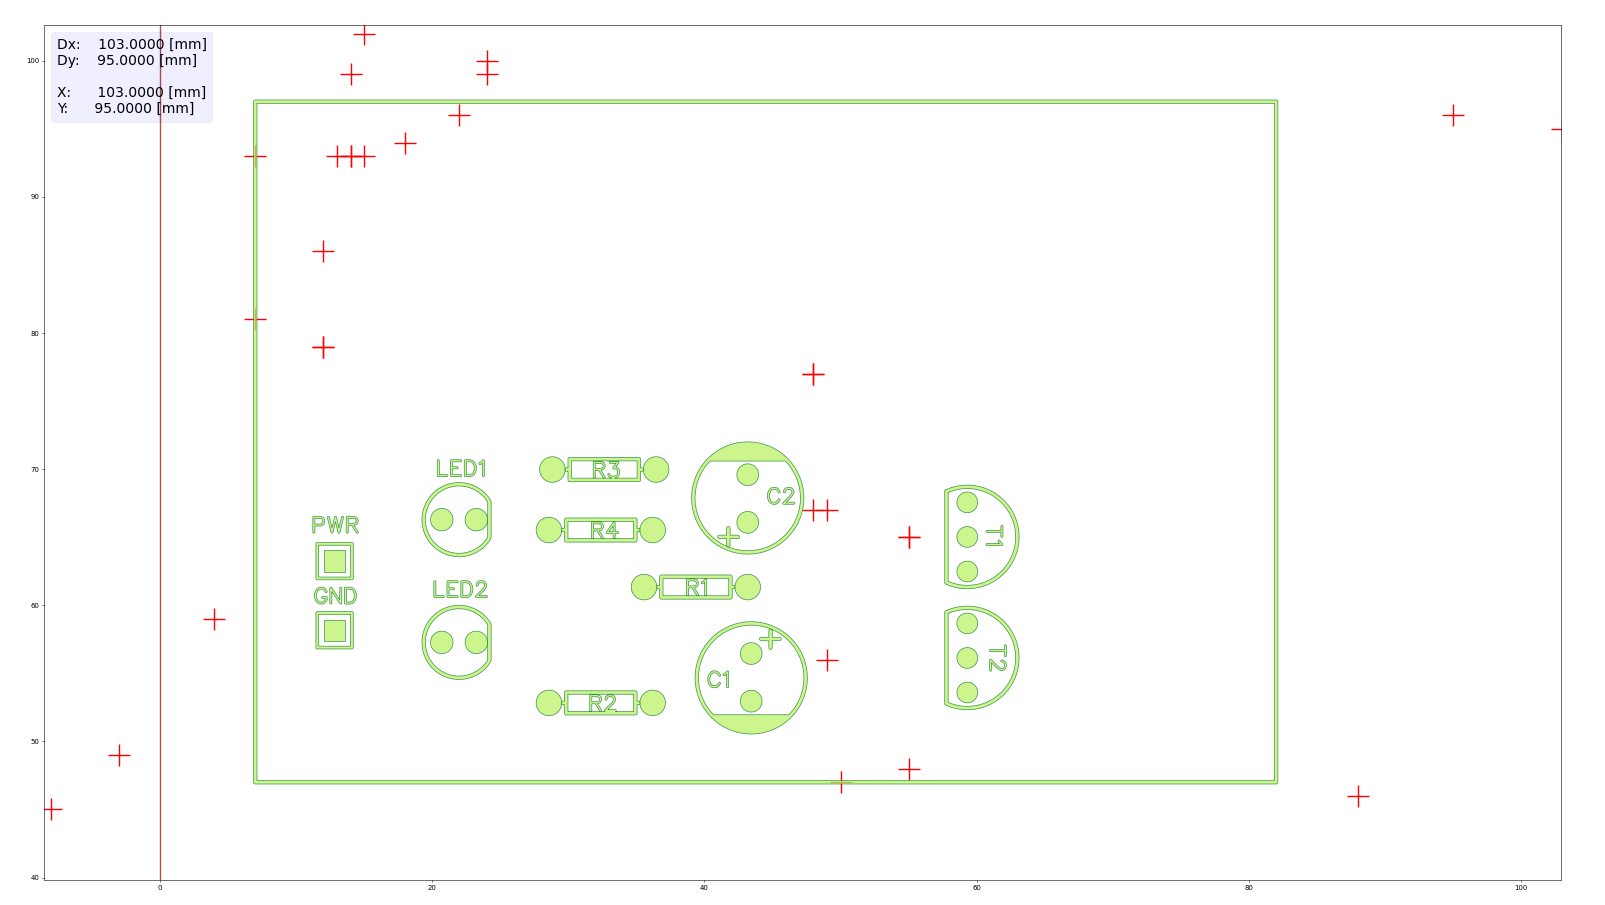 Dx: 103.0000 [mm]
Dy: 95.0000 [mm]
X: 103.0000 [mm]
Y: 95.0000 [mm]
100
90
80
70
60
50
40
0
20
40
60
80
100
LED1
R3
C2
PWR
R4
T1
GND
LED2
R1
T2
C1
R2